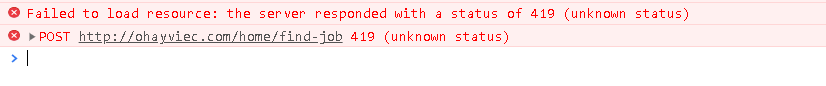 Failed to load resource: the server responded with a status of 419 (unknown status)
POST http://ohayviec.com/home/find-job 419 (unknown status)